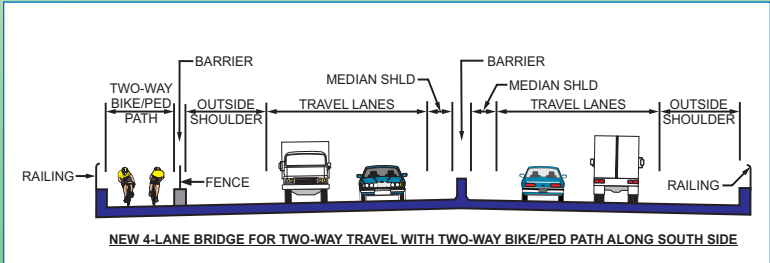 BARRIER
BARRIER
MEDIAN SHLD
MEDIAN SHLD
TWO-WAY
BIKE/PED
PATH
OUTSIDE
SHOULDER
TRAVEL LANES
TRAVEL LANES
OUTSIDE
SHOULDER
RAILING
FENCE
RAILING
NEW 4-LANE BRIDGE FOR TWO-WAY TRAVEL WITH TWO-WAY BIKE/PED PATH ALONG SOUTH SIDE